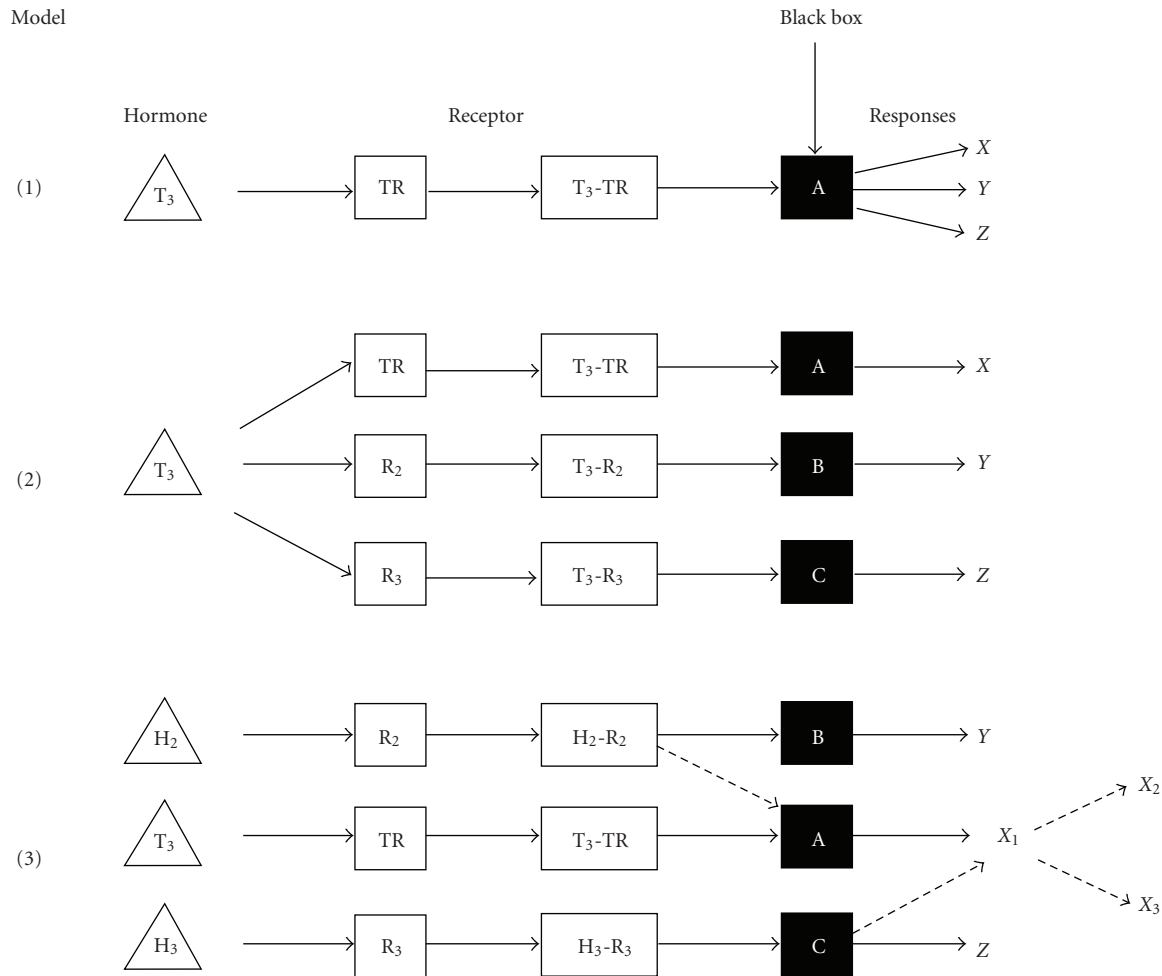 Model
Black box
Hormone Receptor Responses
(1) T₃ TR T₃-TR A X
Y
Z
TR T₃-TR A X
(2) T₃ R₂ T₃-R₂ B Y
R₃ T₃-R₃ C Z
H₂ R₂ H₂-R₂ B Y
X₂
(3) T₃ TR T₃-TR A X₁
X₃
H₃ R₃ H₃-R₃ C Z